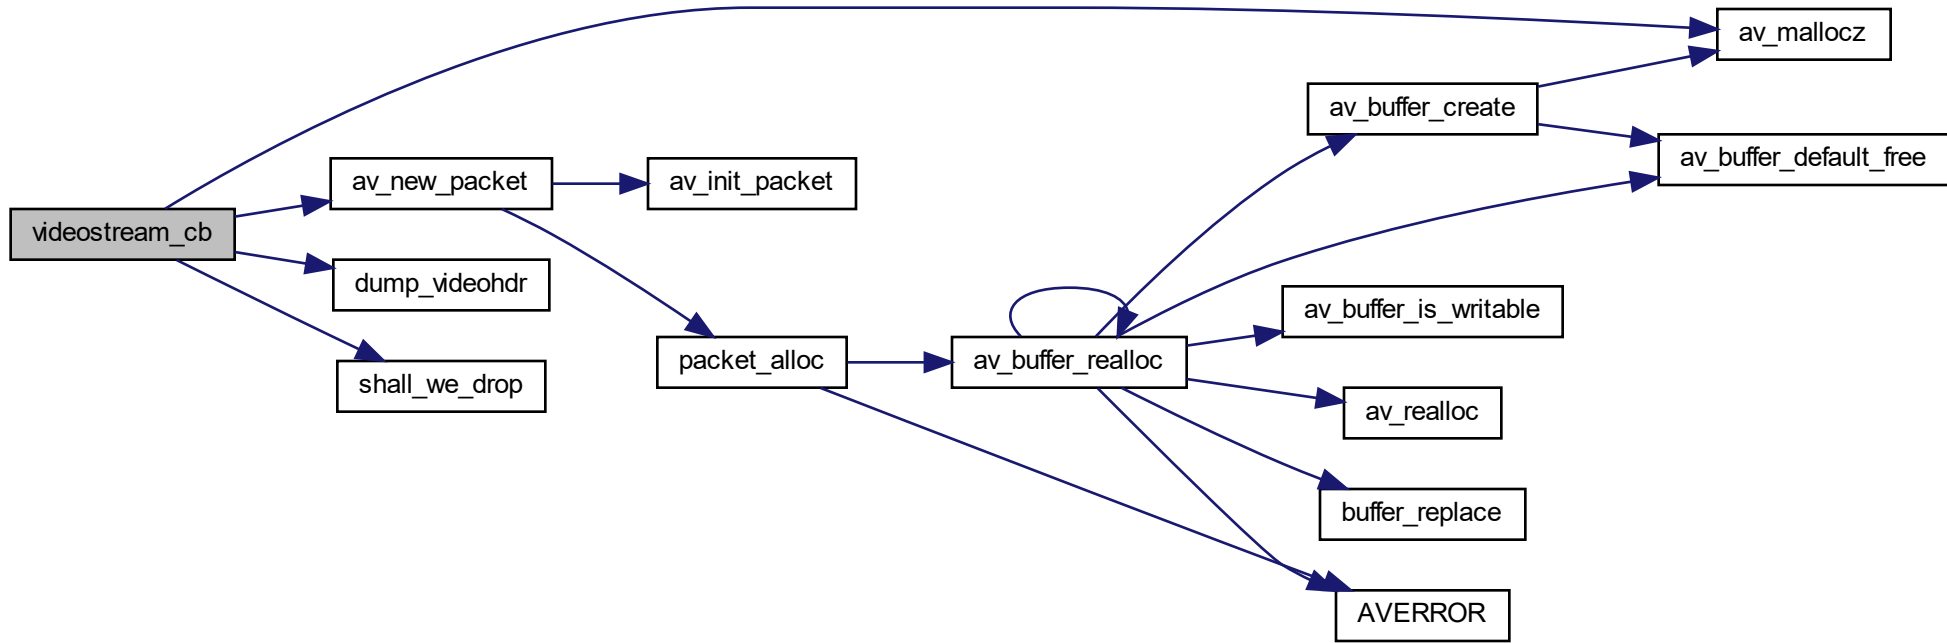 videostream_cb
av_new_packet
dump_videohdr
shall_we_drop
av_init_packet
packet_alloc
av_buffer_realloc
av_mallocz
av_buffer_create
av_buffer_default_free
av_buffer_is_writable
av_realloc
buffer_replace
AVERROR